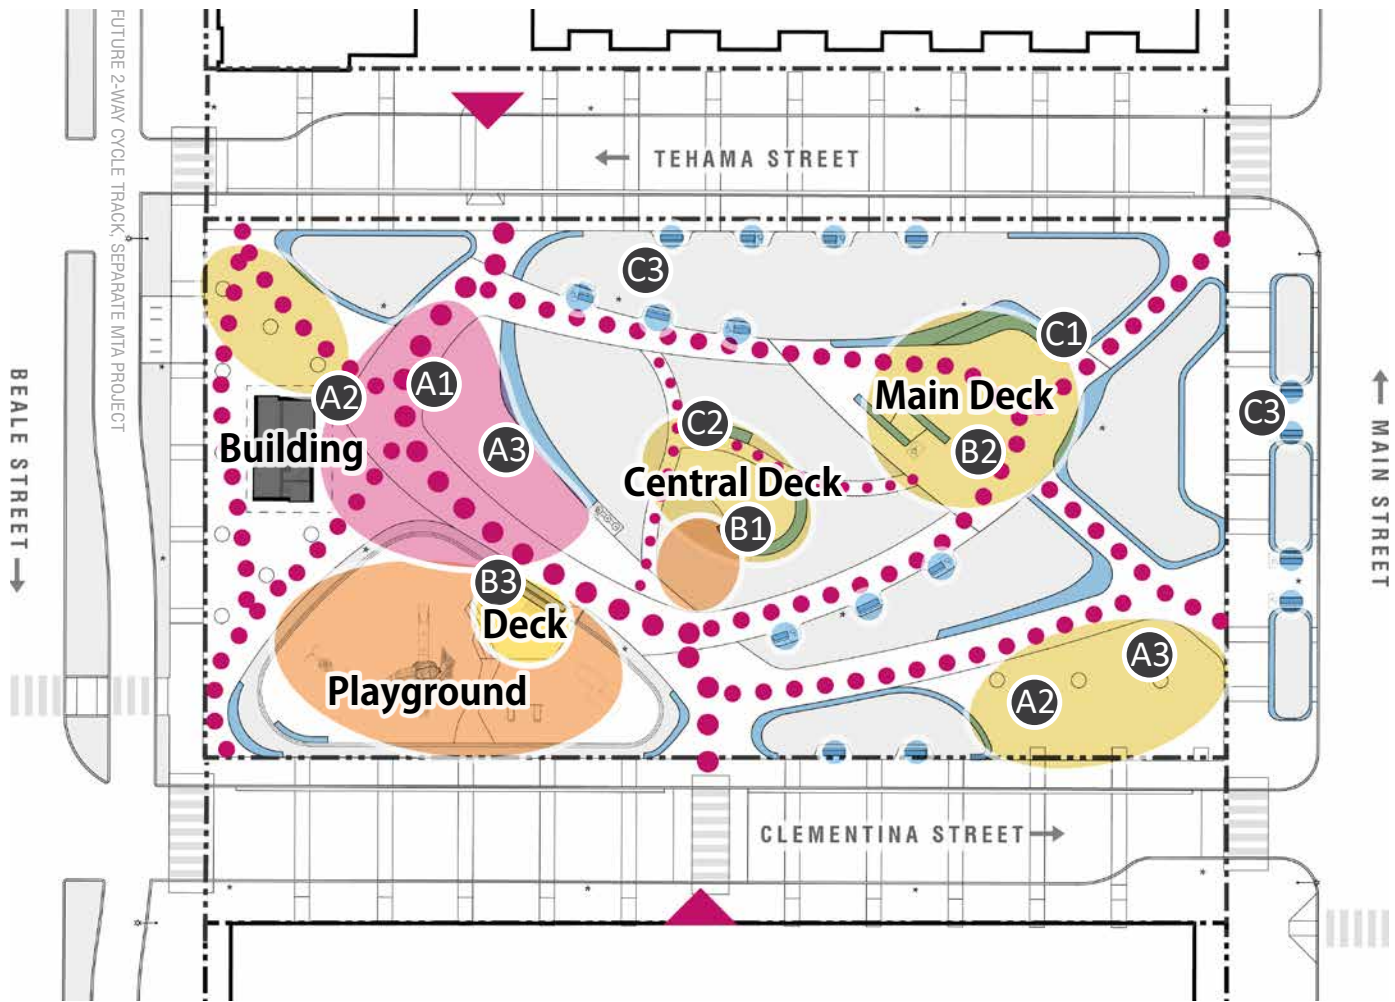 FUTURE 2-WAY CYCLE TRACK, SEPARATE MTA PROJECT
TEHAMA STREET
C3
C1
A2
A1
Main Deck
C3
C2
Building
A3
B2
Central Deck
B1
BEALE STREET
MAIN STREET
B3
Deck
A3
Playground
A2
CLEMENTINA STREET